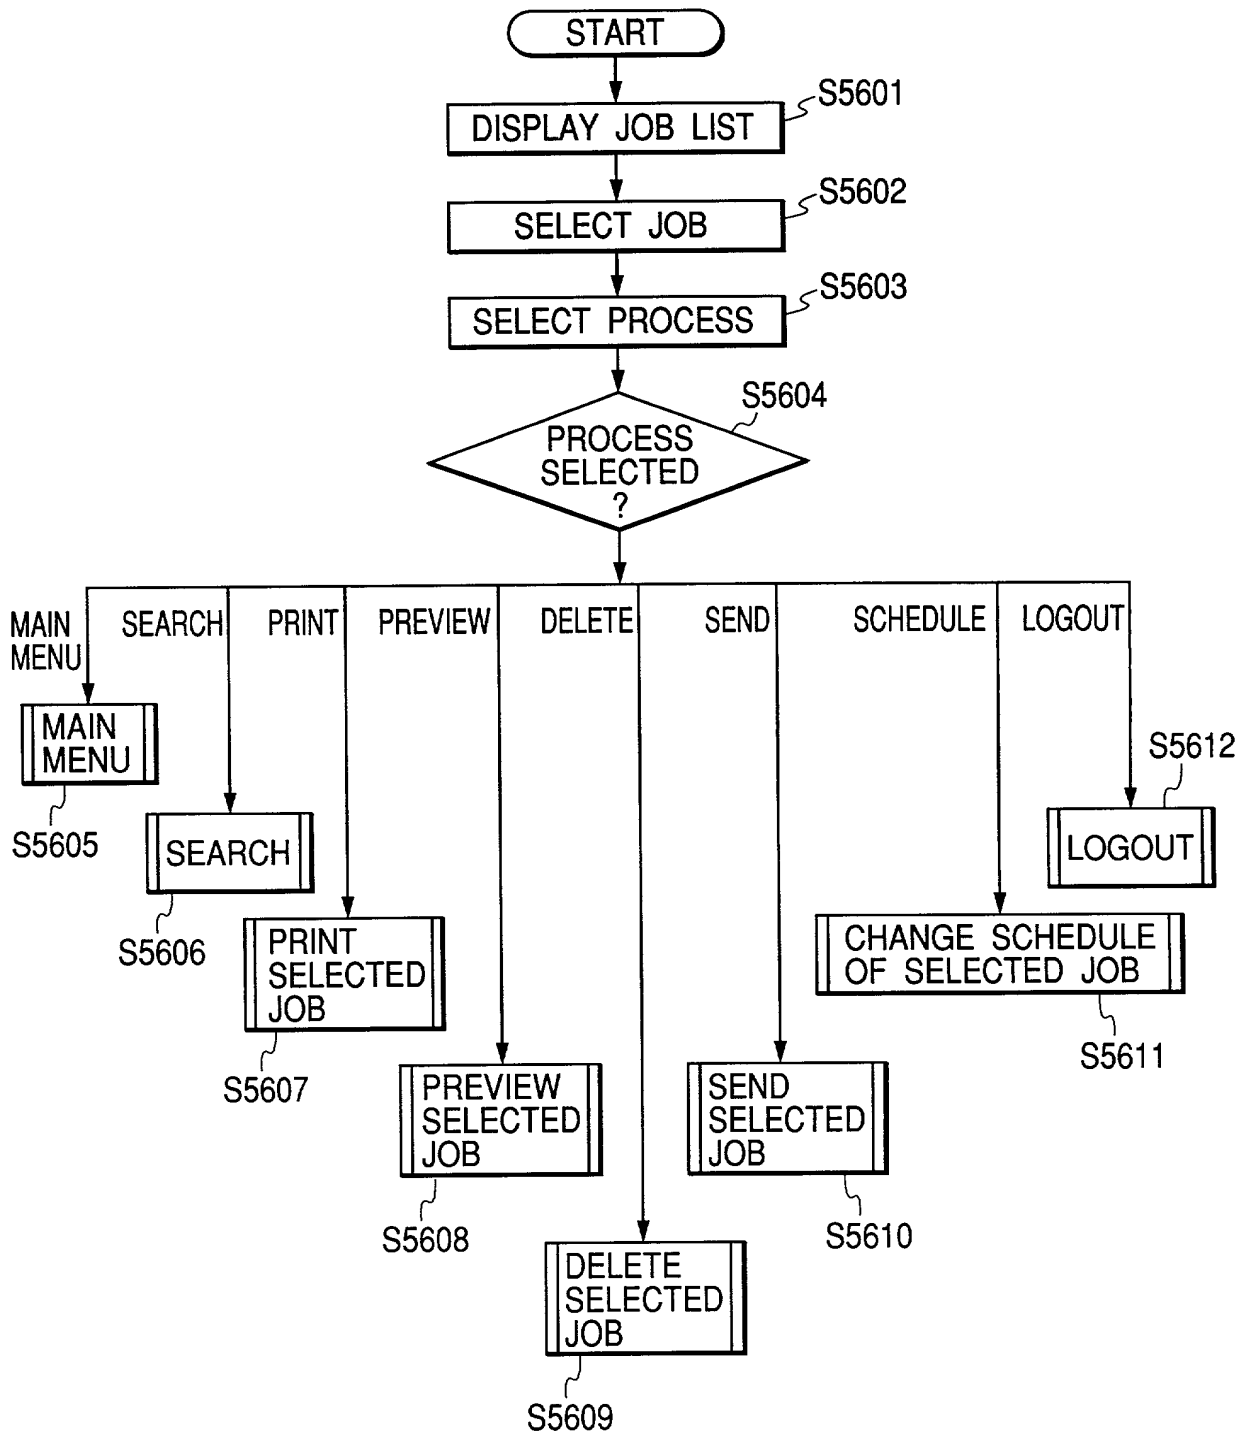 START
S5601
DISPLAY JOB LIST
S5602
SELECT JOB
S5603
SELECT PROCESS
S5604
PROCESS
SELECTED
?
MAIN
MENU
SEARCH
PRINT
PREVIEW
DELETE
SEND
SCHEDULE
LOGOUT
MAIN
MENU
S5605
S5612
SEARCH
S5606
LOGOUT
PRINT
SELECTED
JOB
S5607
CHANGE SCHEDULE
OF SELECTED JOB
S5611
PREVIEW
SELECTED
JOB
S5608
SEND
SELECTED
JOB
S5610
DELETE
SELECTED
JOB
S5609